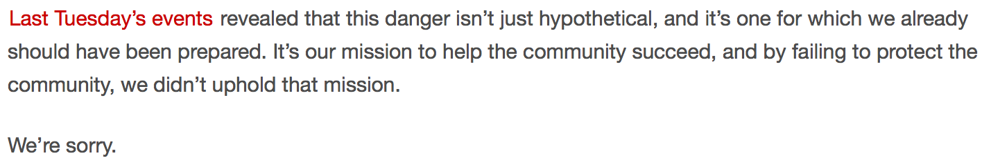 Last Tuesday’s events revealed that this danger isn’t just hypothetical, and it’s one for which we already
should have been prepared. It’s our mission to help the community succeed, and by failing to protect the
community, we didn’t uphold that mission.
We’re sorry.